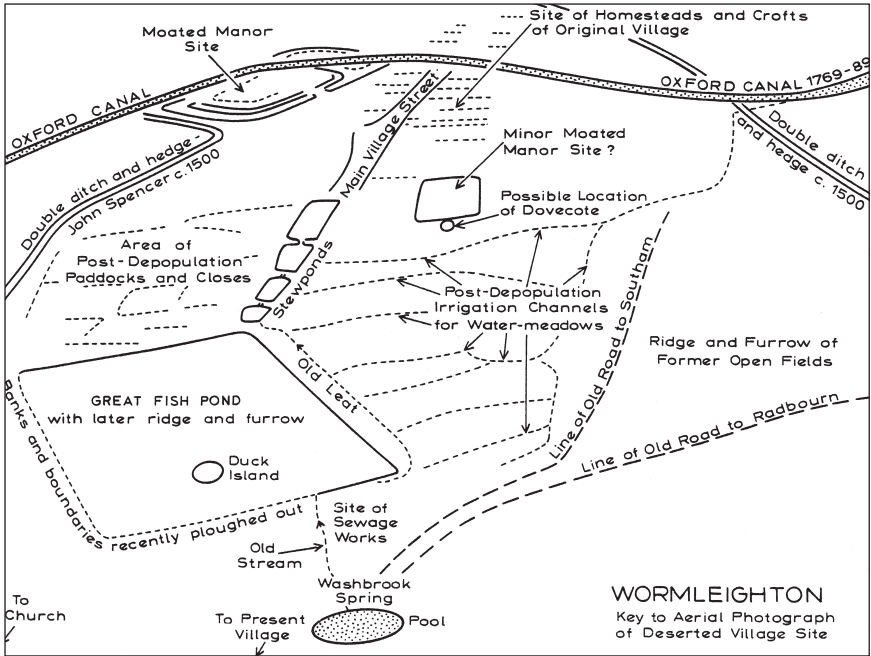 Site of Homesteads and Crofts
of Original Village
Moated Manor
Site
OXFORD CANAL
OXFORD CANAL 1769-89
Double ditch
and hedge c. 1500
Main Village Street
Minor Moated
Manor Site ?
Possible Location
of Dovecote
Double ditch and hedge
John Spencer c. 1500
Area of
Post-Depopulation
Paddocks and Closes
Stewponds
Post-Depopulation
Irrigation Channels
for Water-meadows
Line of Old Road to Southam
Ridge and Furrow of
Former Open Fields
Old Leat
GREAT FISH POND
with later ridge and furrow
Duck
Island
Banks and boundaries recently ploughed out
Line of Old Road to Radbourn
Site of
Sewage
Works
Old
Stream
Washbrook
Spring
Pool
To
Church
To Present
Village
WORMLEIGHTON
Key to Aerial Photograph
of Deserted Village Site